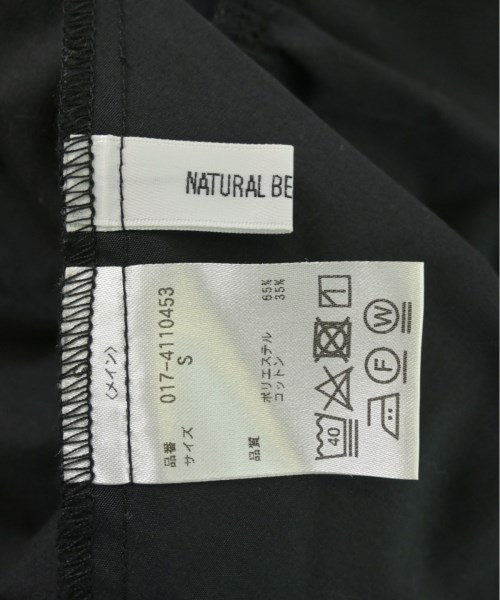 NATURAL BE
〈メイン〉
品番 017-4110453
サイズ S
品質 ポリエステル 65%
コットン 35%
40
F
W